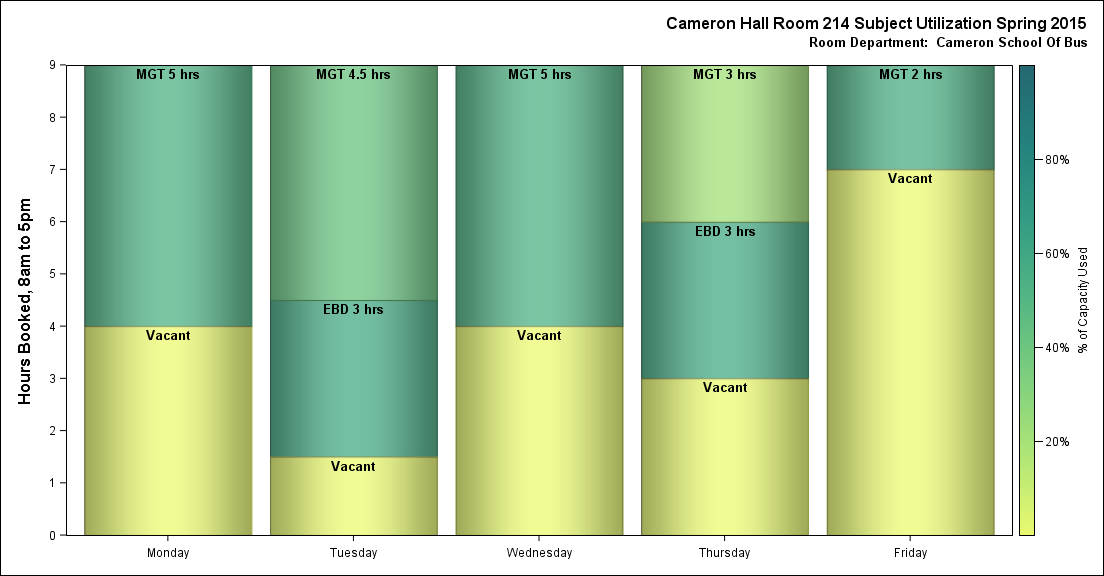 Cameron Hall Room 214 Subject Utilization Spring 2015
Room Department:  Cameron School Of Bus
Hours Booked, 8am to 5pm
9
8
7
6
5
4
3
2
1
0
MGT 5 hrs
Vacant
MGT 4.5 hrs
EBD 3 hrs
Vacant
MGT 5 hrs
Vacant
MGT 3 hrs
EBD 3 hrs
Vacant
MGT 2 hrs
Vacant
Monday
Tuesday
Wednesday
Thursday
Friday
80%
60%
40%
20%
% of Capacity Used